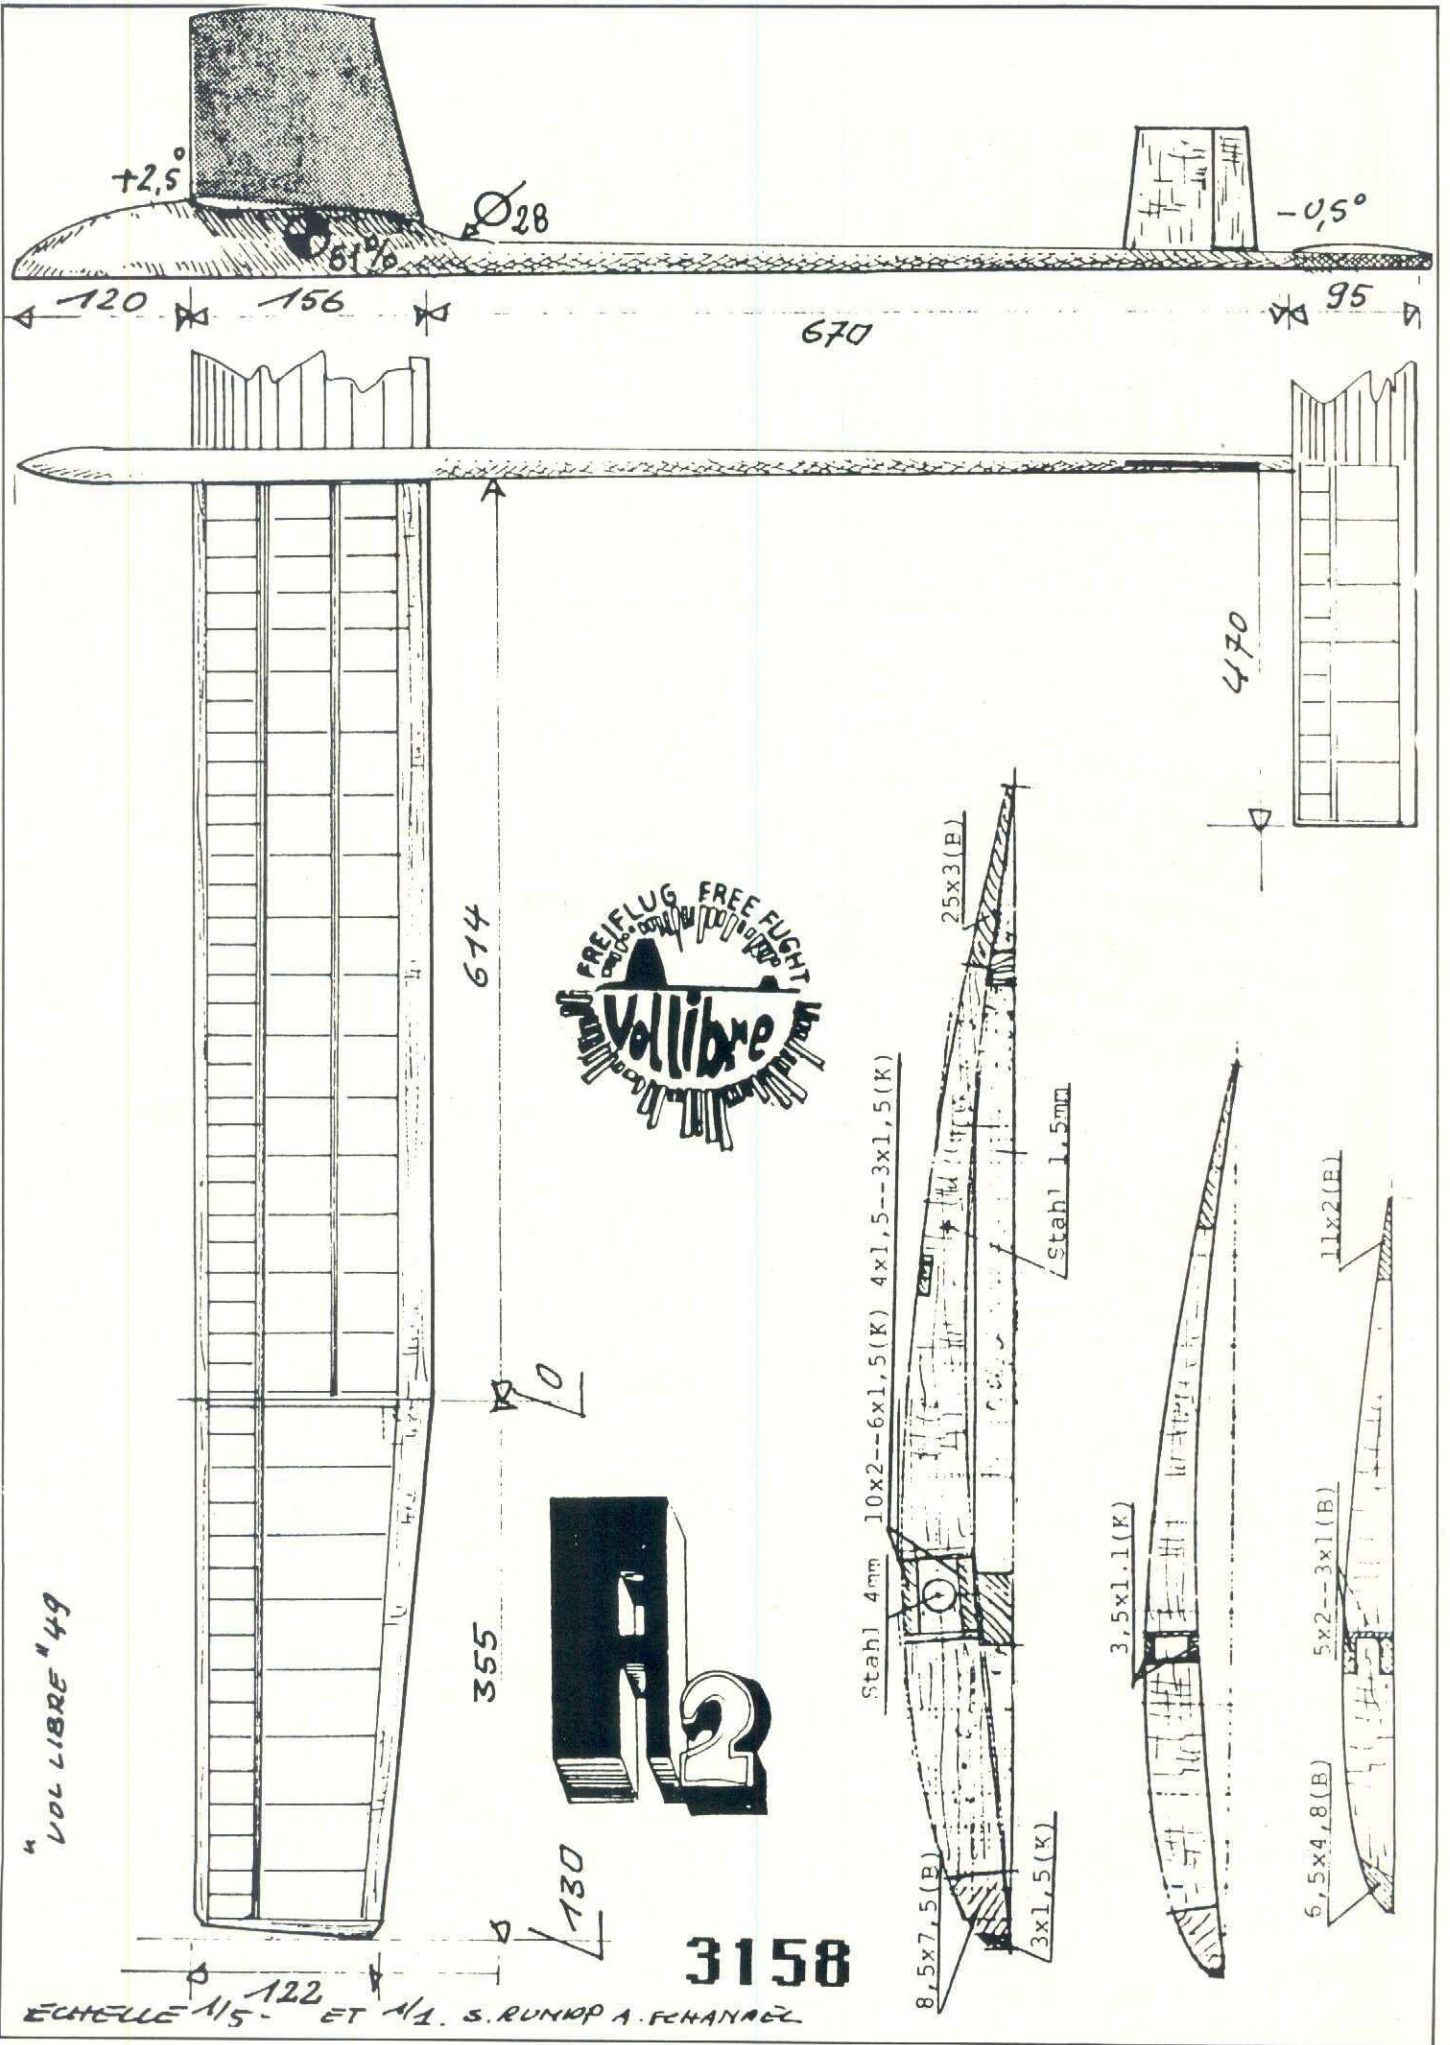 +2,5°
Ø28
51%
-0,5°
120
156
670
95
470
614
355
0
130
122
FREIFLUG FREE FLIGHT
Vol libre
A2
25x3(B)
10x2--6x1,5(K) 4x1,5--3x1,5(K)
Stahl 1,5mm
Stahl 4mm
8,5x7,5(B)
3x1,5(K)
3,5x1.1(K)
11x2(B)
5x2--3x1(B)
6,5x4,8(B)
"VOL LIBRE" 49
3158
ECHELLE 1/5 - ET 1/1. S. A.